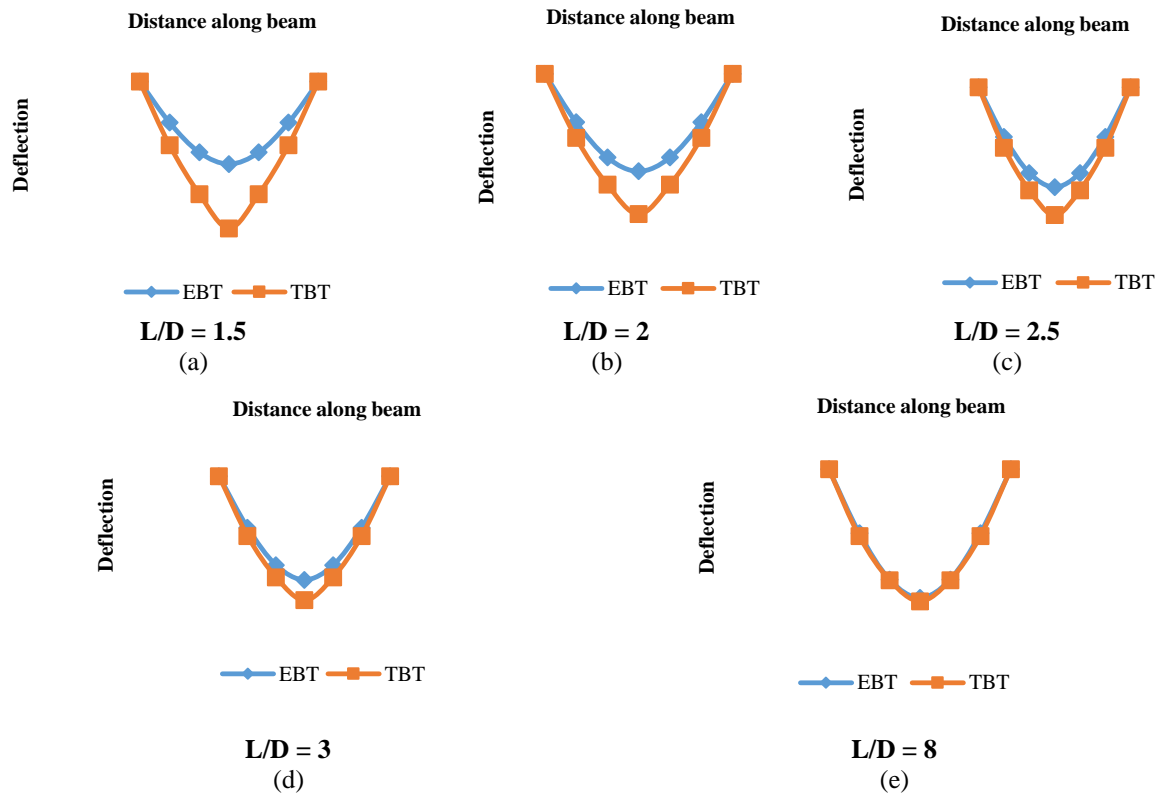 Distance along beam
Deflection
EBT TBT
L/D = 1.5
(a)
Distance along beam
Deflection
EBT TBT
L/D = 2
(b)
Distance along beam
Deflection
EBT TBT
L/D = 2.5
(c)
Distance along beam
Deflection
EBT TBT
L/D = 3
(d)
Distance along beam
Deflection
EBT TBT
L/D = 8
(e)